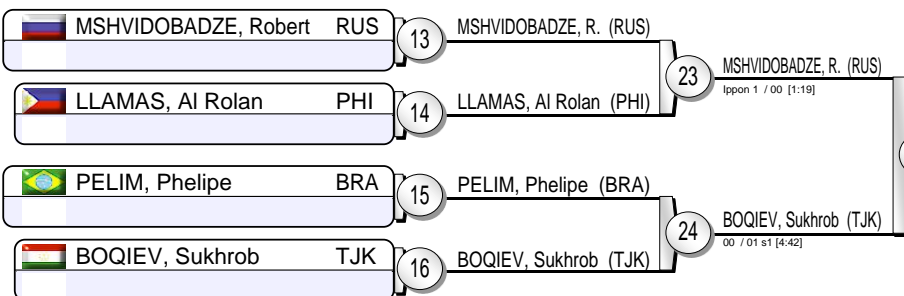 MSHVIDOBADZE, Robert RUS
13
MSHVIDOBADZE, R. (RUS)
23
MSHVIDOBADZE, R. (RUS)
Ippon 1 / 00 [1:19]
LLAMAS, Al Rolan PHI
14
LLAMAS, Al Rolan (PHI)
PELIM, Phelipe BRA
15
PELIM, Phelipe (BRA)
24
BOQIEV, Sukhrob (TJK)
00 / 01 s1 [4:42]
BOQIEV, Sukhrob TJK
16
BOQIEV, Sukhrob (TJK)